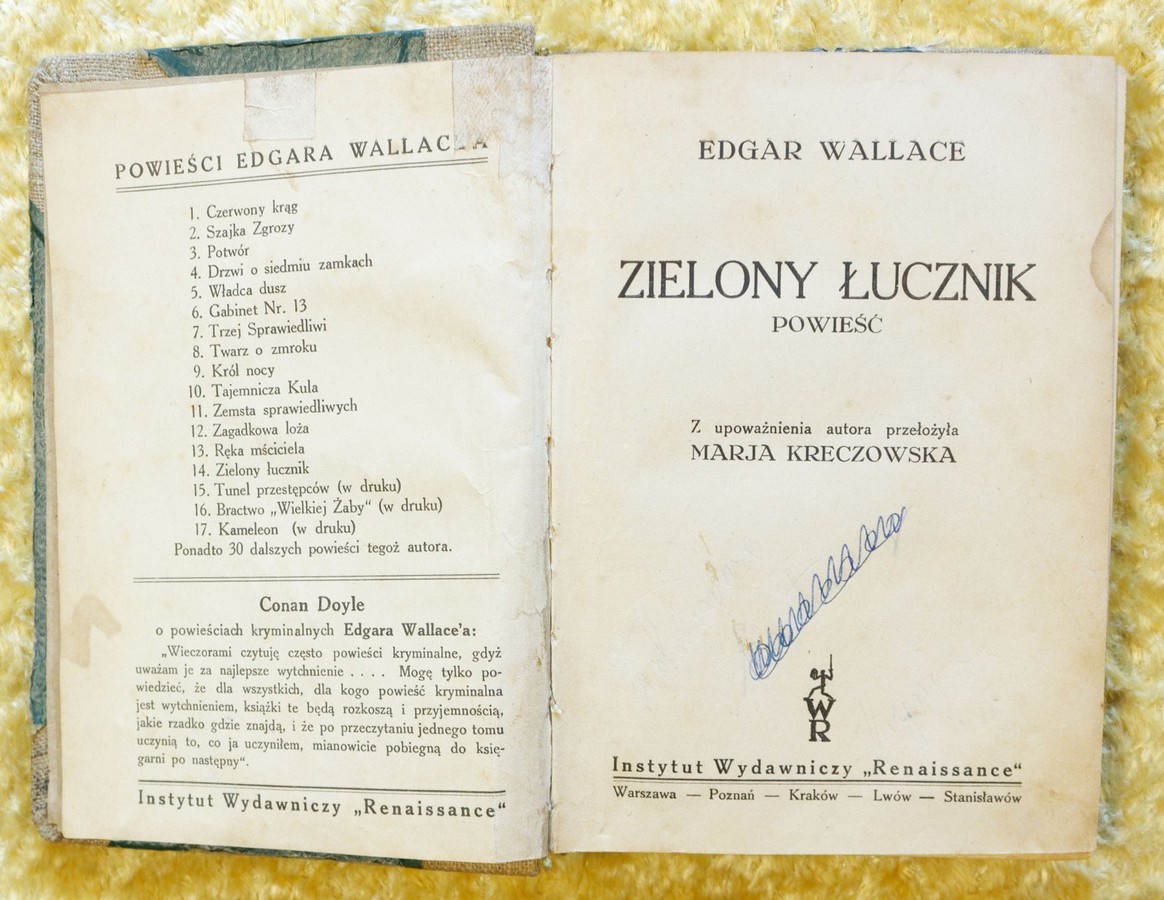 POWIEŚCI EDGARA WALLACE'A
1. Czerwony krąg
2. Szajka Zgrozy
3. Potwór
4. Drzwi o siedmiu zamkach
5. Władca dusz
6. Gabinet Nr. 13
7. Trzej Sprawiedliwi
8. Twarz o zmroku
9. Król nocy
10. Tajemnicza Kula
11. Zemsta sprawiedliwych
12. Zagadkowa loża
13. Ręka mściciela
14. Zielony łucznik
15. Tunel przestępców (w druku)
16. Bractwo „Wielkiej Żaby“ (w druku)
17. Kameleon (w druku)
Ponadto 30 dalszych powieści tegoż autora.
Conan Doyle
o powieściach kryminalnych Edgara Wallace'a:
„Wieczorami czytuję często powieści kryminalne, gdyż
uważam je za najlepsze wytchnienie . . . . Mogę tylko po-
wiedzieć, że dla wszystkich, dla kogo powieść kryminalna
jest wytchnieniem, książki te będą rozkoszą i przyjemnością,
jakie rzadko gdzie znajdą, i że po przeczytaniu jednego tomu
uczynią to, co ja uczyniłem, mianowicie pobiegną do księ-
garni po następny“.
Instytut Wydawniczy „Renaissance“
EDGAR WALLACE
ZIELONY ŁUCZNIK
POWIEŚĆ
Z upoważnienia autora przełożyła
MARJA KRECZOWSKA
IWR
Instytut Wydawniczy „Renaissance“
Warszawa — Poznań — Kraków — Lwów — Stanisławów